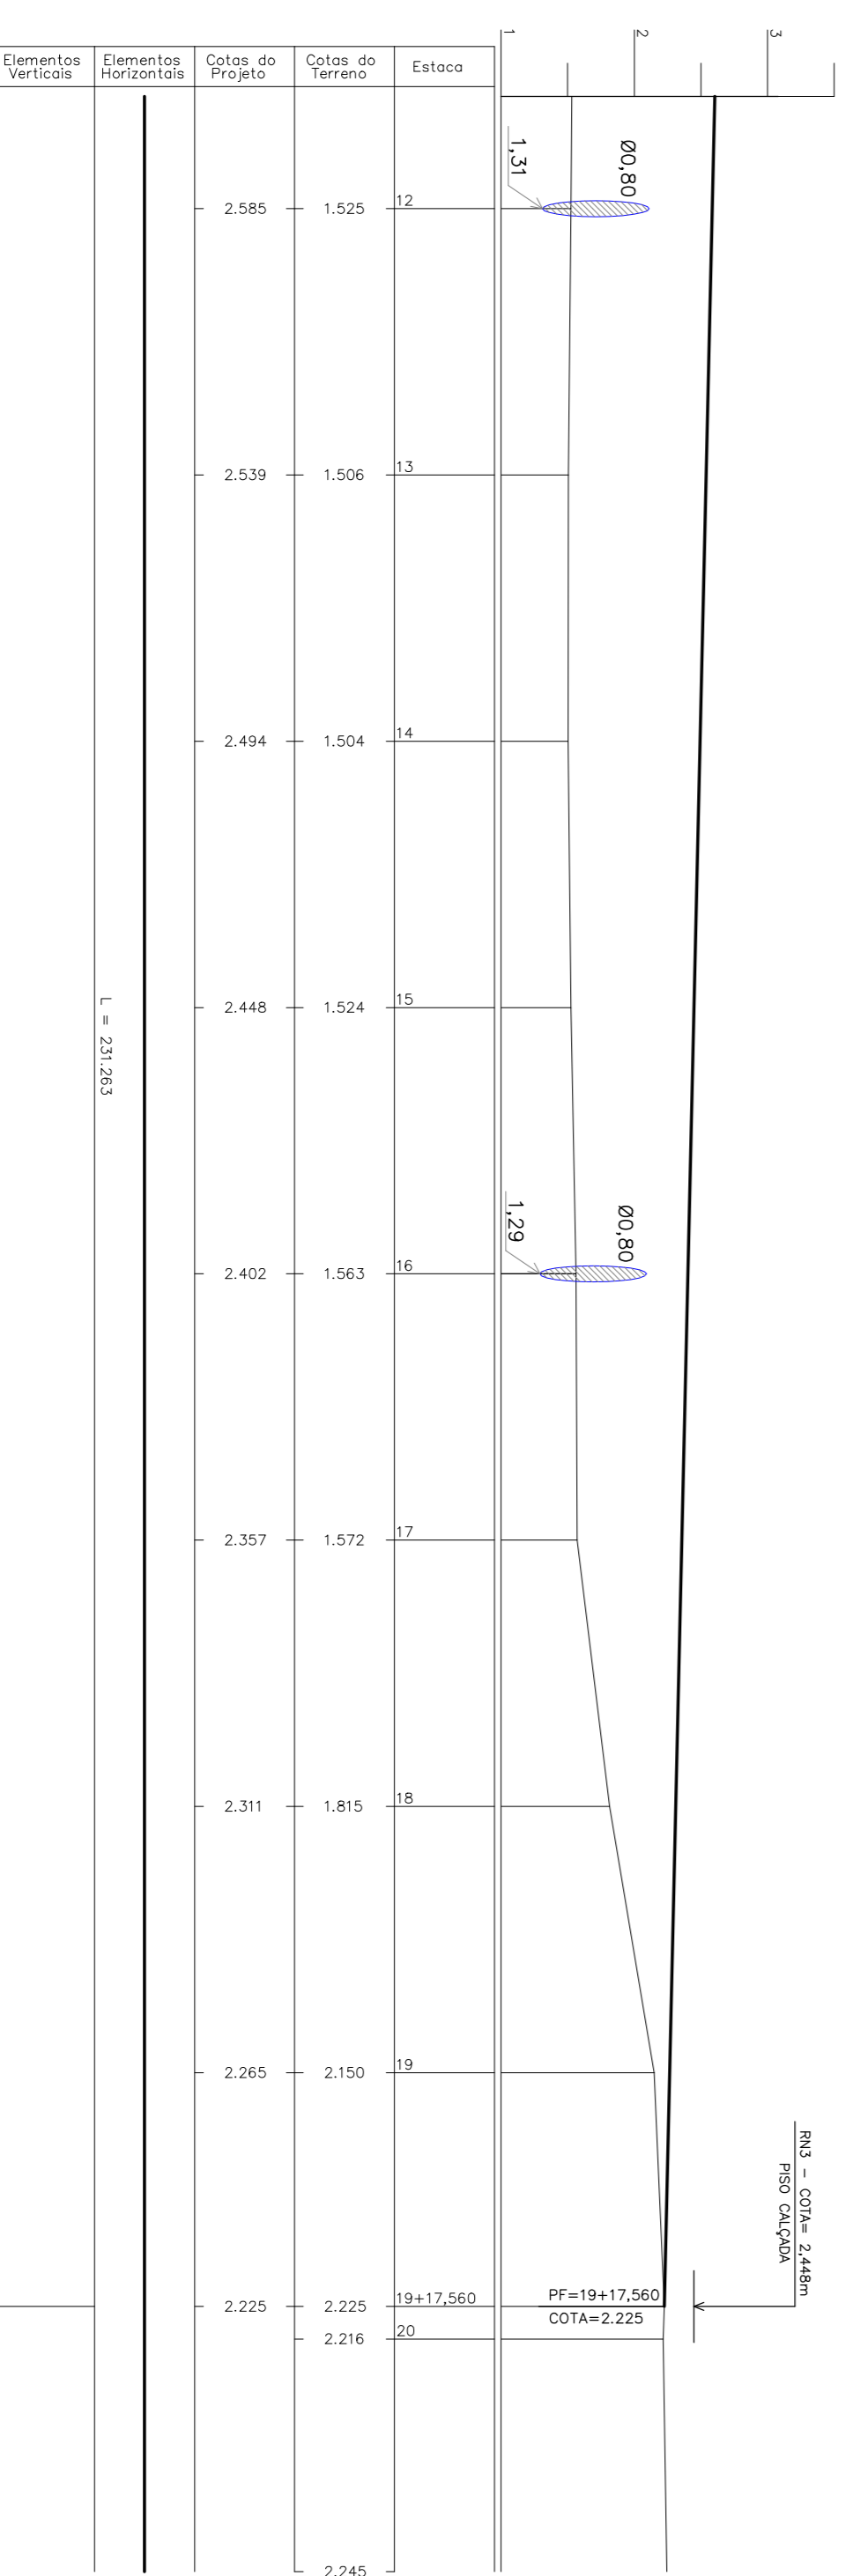 1
2
3
Elementos
Verticais
Elementos
Horizontais
Cotas do
Projeto
Cotas do
Terreno
Estaca
1,31
Ø0,80
2.585
1.525
12
2.539
1.506
13
2.494
1.504
14
2.448
1.524
15
L = 231.263
1,29
Ø0,80
2.402
1.563
16
2.357
1.572
17
2.311
1.815
18
2.265
2.150
19
RN3 - COTA= 2,448m
PISO CALÇADA
2.225
2.225
19+17,560
PF=19+17,560
COTA=2.225
2.216
20
2.245